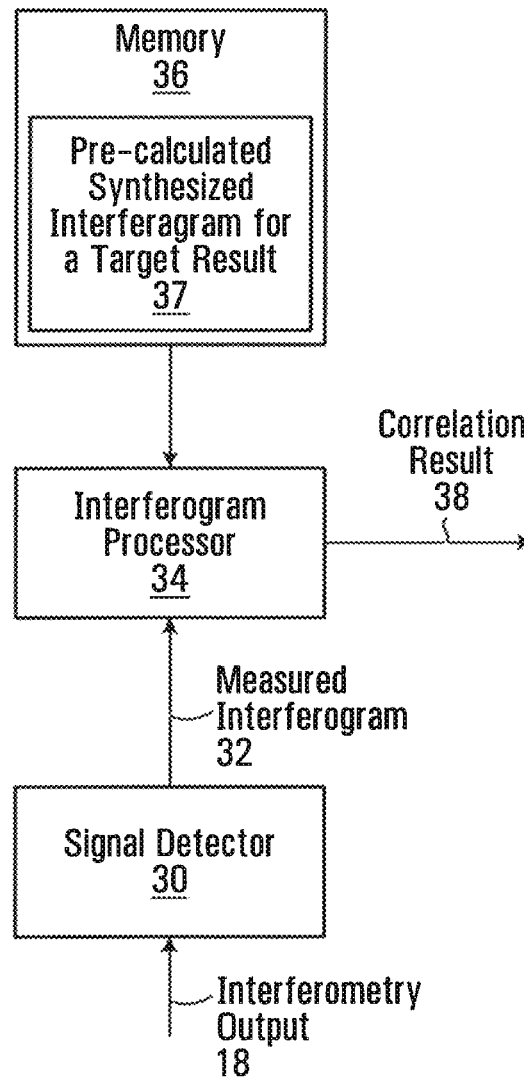 Memory
36
Pre-calculated
Synthesized
Interferagram for
a Target Result
37
Correlation
Result
38
Interferogram
Processor
34
Measured
Interferogram
32
Signal Detector
30
Interferometry
Output
18